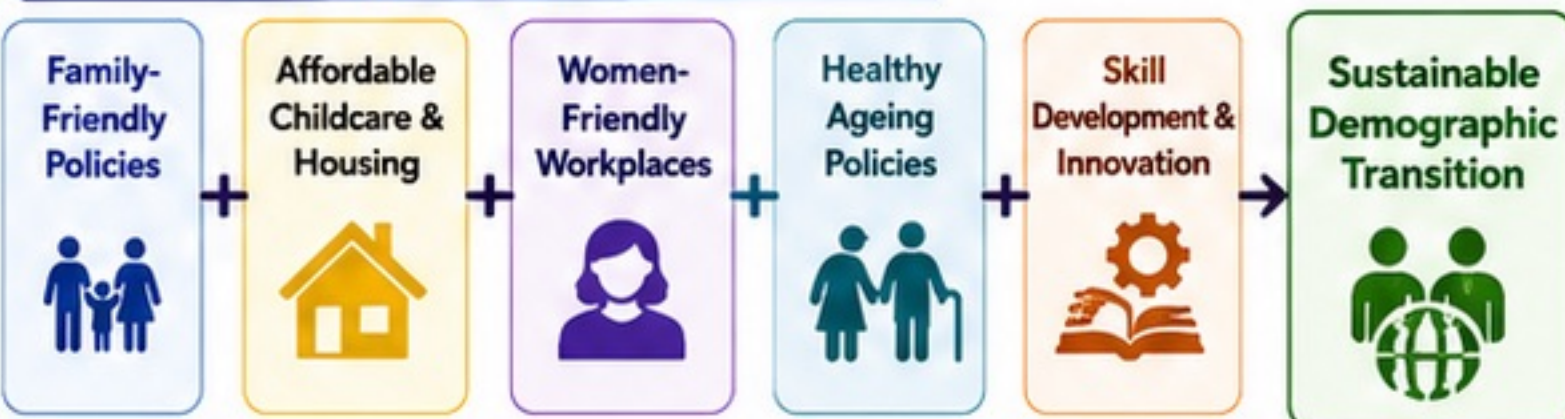 Family-
Friendly
Policies
+
Affordable
Childcare &
Housing
+
Women-
Friendly
Workplaces
+
Healthy
Ageing
Policies
+
Skill
Development &
Innovation
→
Sustainable
Demographic
Transition